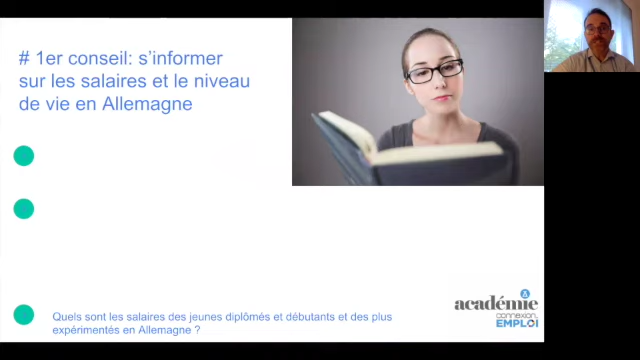 # 1er conseil: s’informer
sur les salaires et le niveau
de vie en Allemagne
Quels sont les salaires des jeunes diplômés et débutants et des plus
expérimentés en Allemagne ?
académie
connexion
EMPLOI